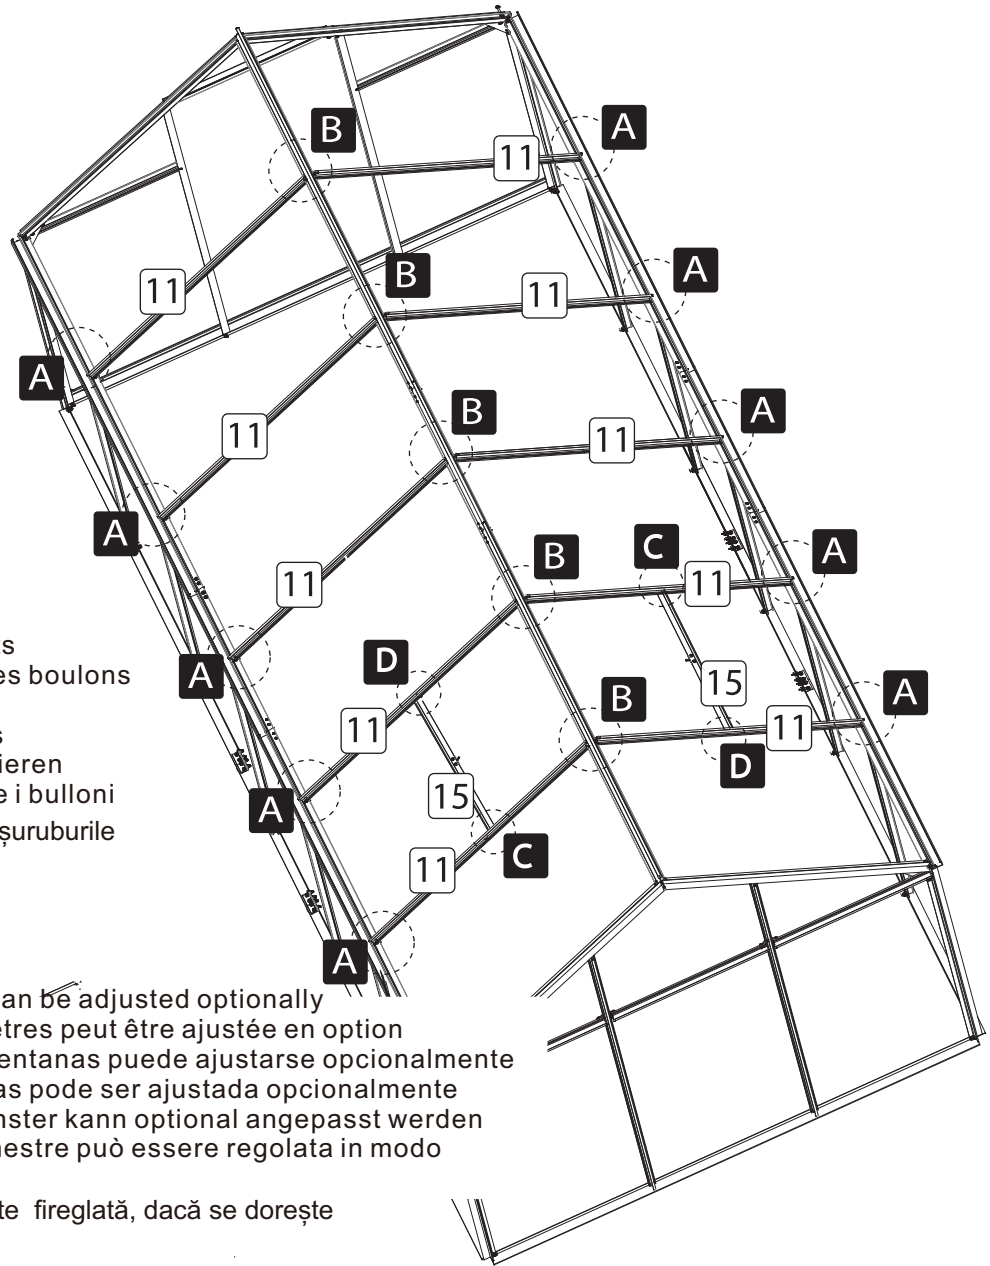 B
A
11
11
B
A
11
A
B
A
11
11
A
B
C
A
11
11
ts
es boulons
A
D
15
B
A
s
11
11
ieren
D
e i bulloni
15
A
șuruburile
C
11
A
an be adjusted optionally
etres peut être ajustée en option
entanas puede ajustarse opcionalmente
as pode ser ajustada opcionalmente
nster kann optional angepasst werden
nestre può essere regolata in modo
te fireglată, dacă se dorește